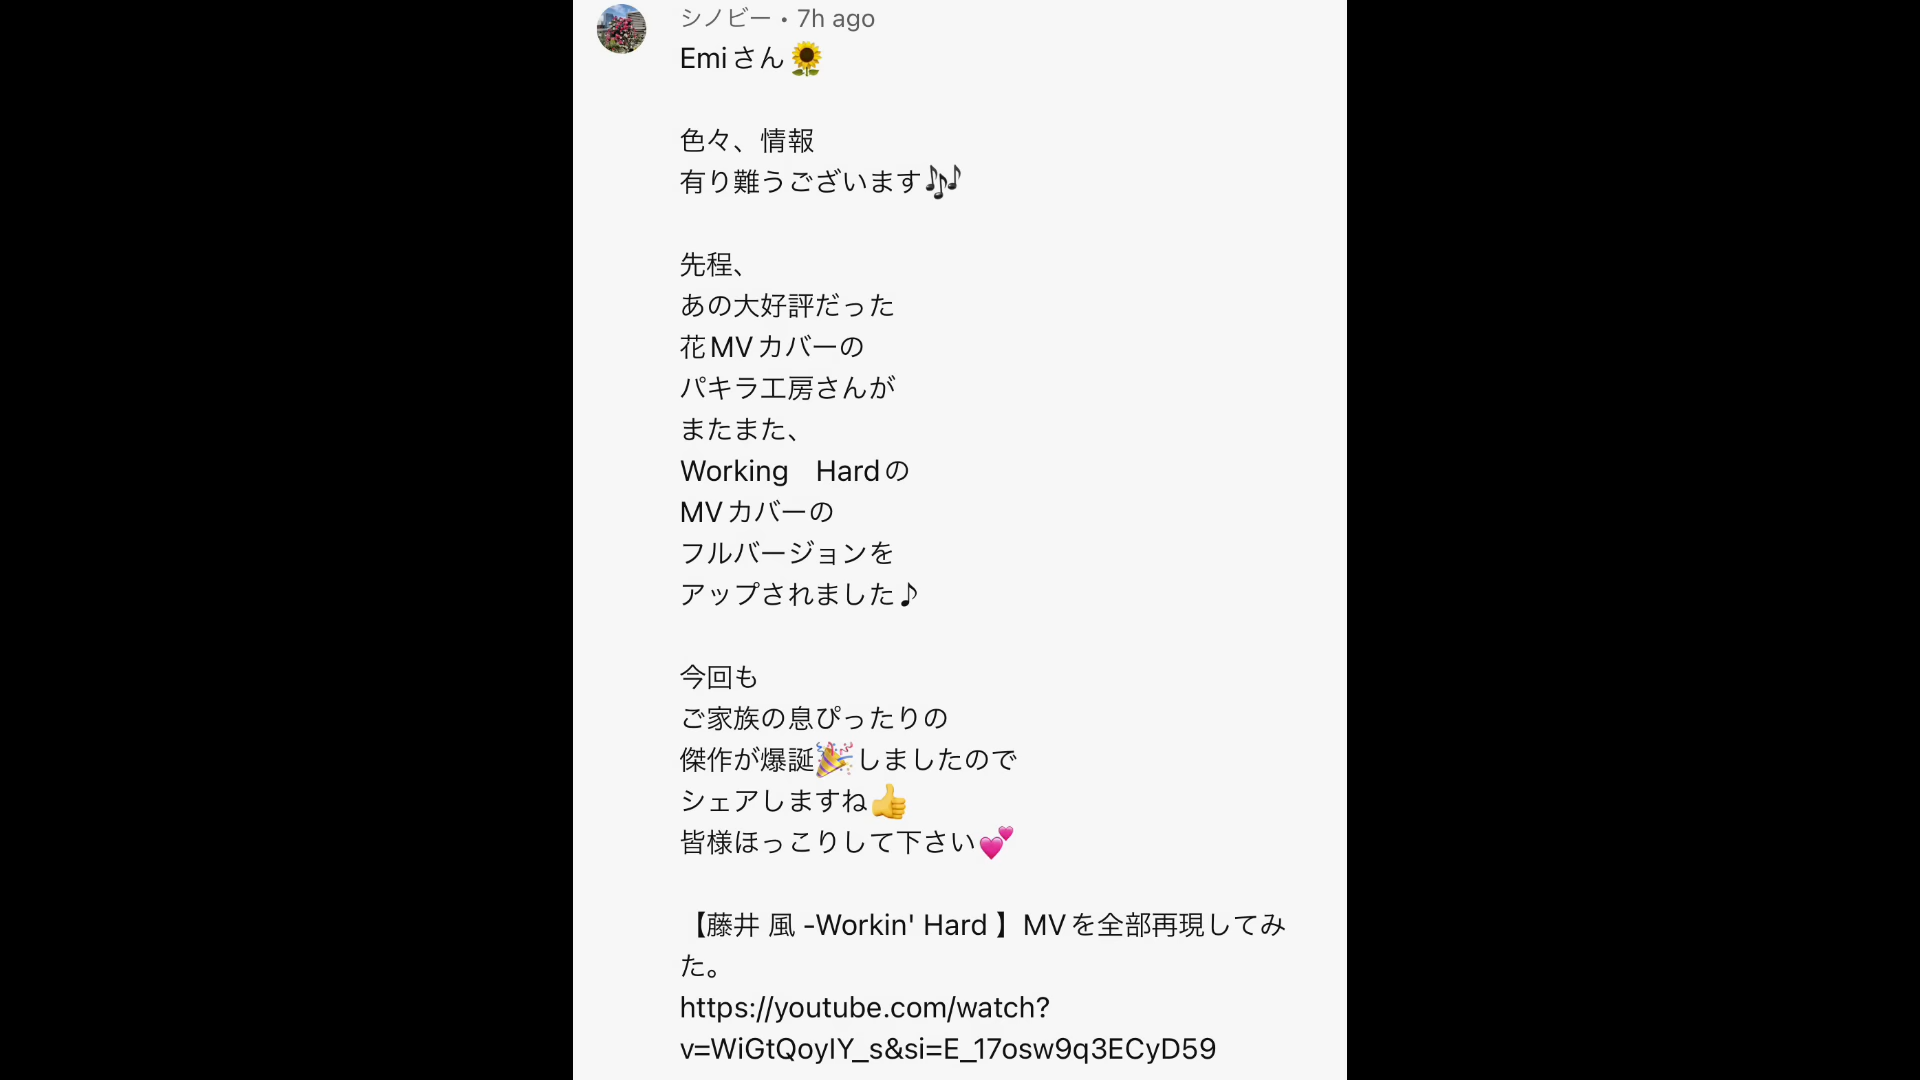 シノビー • 7h ago
Emiさん🌻
色々、情報
有り難うございます🎶
先程、
あの大好評だった
花MVカバーの
パキラ工房さんが
またまた、
Working　Hardの
MVカバーの
フルバージョンを
アップされました♪
今回も
ご家族の息ぴったりの
傑作が爆誕🎉しましたので
シェアしますね👍
皆様ほっこりして下さい💕
【藤井 風 -Workin' Hard 】MVを全部再現してみ
た。
https://youtube.com/watch?
v=WiGtQoyIY_s&si=E_17osw9q3ECyD59